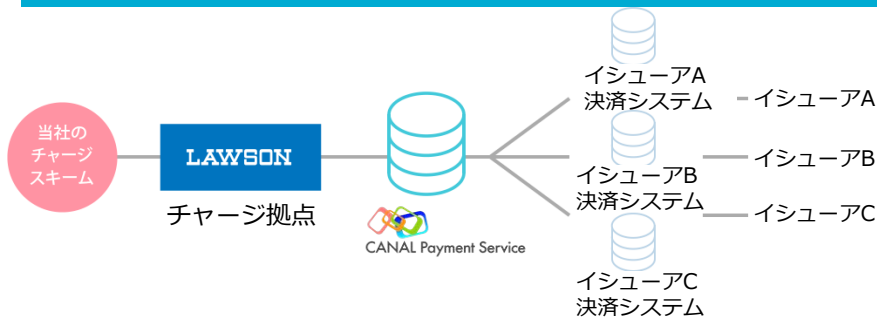 当社の
チャージ
スキーム
LAWSON
チャージ拠点
CANAL Payment Service
イシューアA
決済システム
イシューアA
イシューアB
決済システム
イシューアB
イシューアC
決済システム
イシューアC